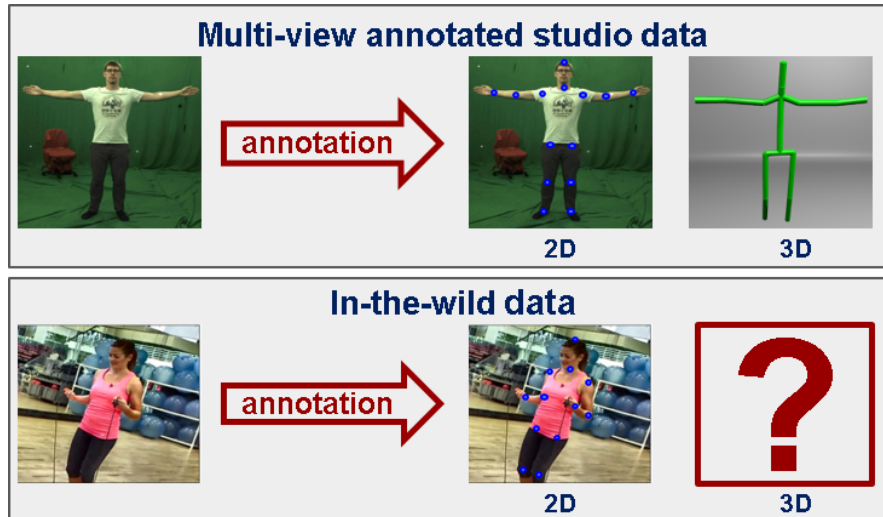 Multi-view annotated studio data
annotation
2D
3D
In-the-wild data
annotation
?
2D
3D